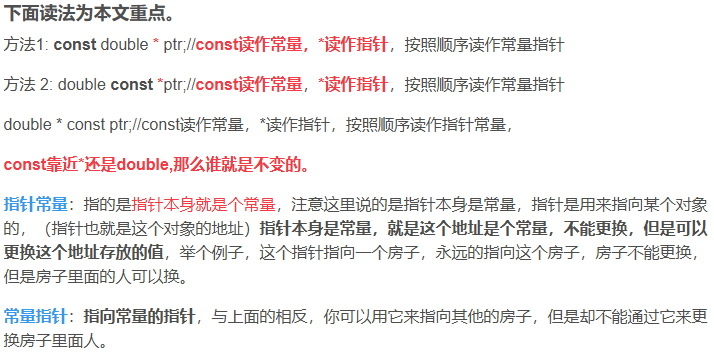 下面读法为本文重点。
方法1: const double * ptr;//const读作常量，*读作指针，按照顺序读作常量指针
方法 2: double const *ptr;//const读作常量，*读作指针，按照顺序读作常量指针
double * const ptr;//const读作常量，*读作指针，按照顺序读作指针常量，
const靠近*还是double,那么谁就是不变的。
指针常量：指的是指针本身就是个常量，注意这里说的是指针本身是常量，指针是用来指向某个对象
的，（指针也就是这个对象的地址）指针本身是常量，就是这个地址是个常量，不能更换，但是可以
更换这个地址存放的值，举个例子，这个指针指向一个房子，永远的指向这个房子，房子不能更换，
但是房子里面的人可以换。
常量指针：指向常量的指针，与上面的相反，你可以用它来指向其他的房子，但是却不能通过它来更
换房子里面人。